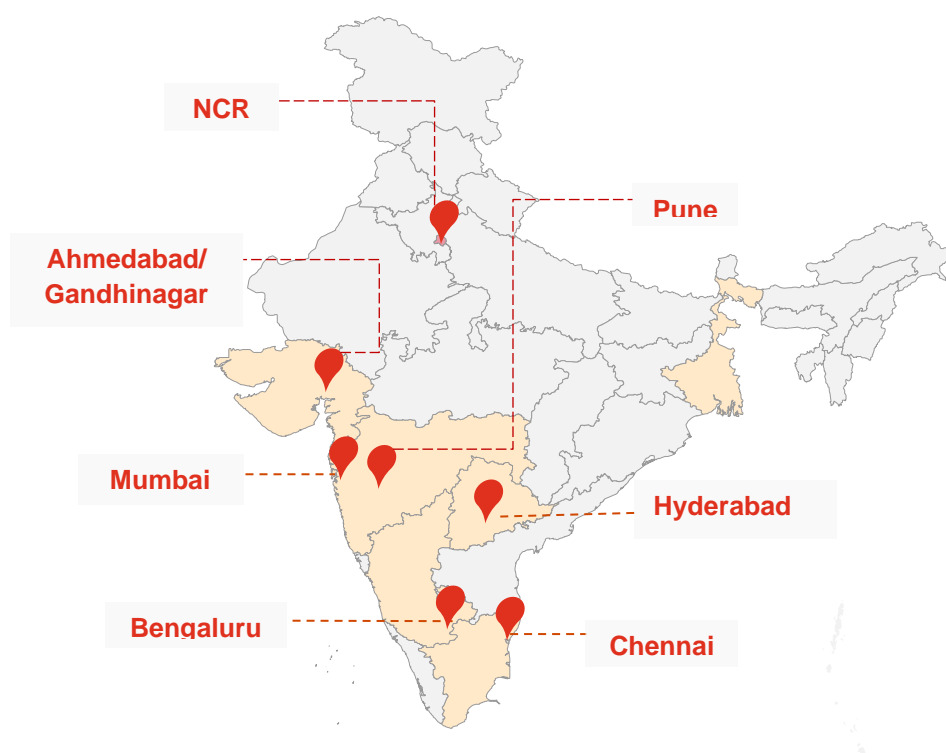 NCR
Pune
Ahmedabad/
Gandhinagar
Mumbai
Hyderabad
Bengaluru
Chennai